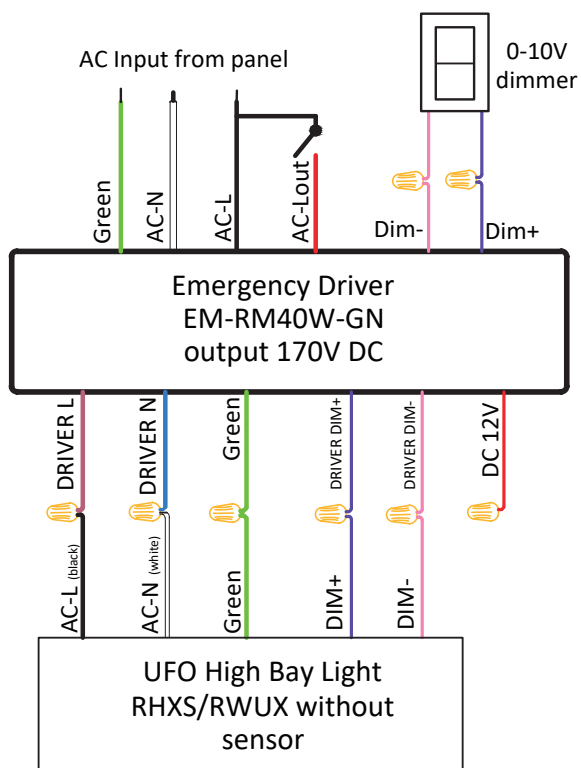 AC Input from panel
0-10V
dimmer
Green
AC-N
AC-L
AC-Lout
Dim-
Dim+
Emergency Driver
EM-RM40W-GN
output 170V DC
DRIVER L
DRIVER N
Green
DRIVER DIM+
DRIVER DIM-
DC 12V
AC-L (black)
AC-N (white)
Green
DIM+
DIM-
UFO High Bay Light
RHXS/RWUX without
sensor